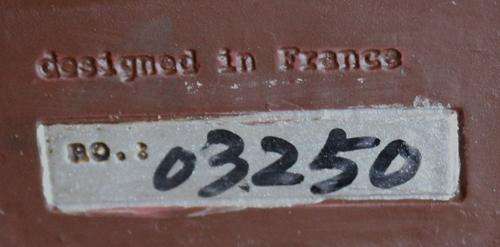 designed in France
no.: 03250